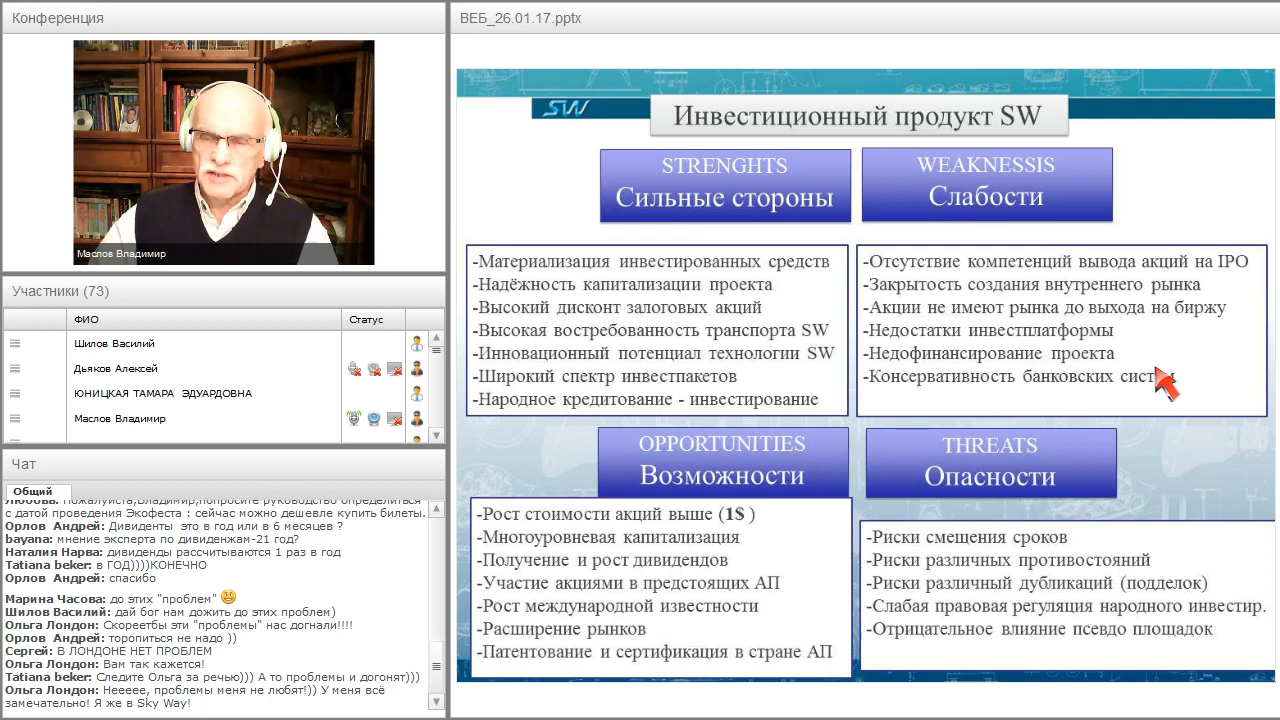 Конференция
Маслов Владимир
Участники (73)
ФИО
Статус
Шилов Василий
Дьяков Алексей
ЮНИЦКАЯ ТАМАРА ЭДУАРДОВНА
Маслов Владимир
Чат
Общий
Любовь: Пожалуйста,Владимир,попросите руководство определиться
с датой проведения Экофеста : сейчас можно дешевле купить билеты.
Орлов Андрей: Дивиденты это в год или в 6 месяцев ?
bayana: мнение эксперта по дивиденжам-21 год?
Наталия Нарва: дивиденды рассчитываются 1 раз в год
Tatiana beker: в ГОД))))КОНЕЧНО
Орлов Андрей: спасибо
Марина Часова: до этих "проблем"
Шилов Василий: дай бог нам дожить до этих проблем)
Ольга Лондон: Скореетбы эти "проблемы" нас догнали!!!!
Орлов Андрей: торопиться не надо ))
Сергей: В ЛОНДОНЕ НЕТ ПРОБЛЕМ
Ольга Лондон: Вам так кажется!
Tatiana beker: Следите Ольга за речью))) А то проблемы и догонят)))
Ольга Лондон: Неееее, проблемы меня не любят!)) У меня всё
замечательно! Я же в Sky Way!
ВЕБ_26.01.17.pptx
SW
Инвестиционный продукт SW
STRENGHTS
Сильные стороны
-Материализация инвестированных средств
-Надёжность капитализации проекта
-Высокий дисконт залоговых акций
-Высокая востребованность транспорта SW
-Инновационный потенциал технологии SW
-Широкий спектр инвестпакетов
-Народное кредитование - инвестирование
WEAKNESSIS
Слабости
-Отсутствие компетенций вывода акций на IPO
-Закрытость создания внутреннего рынка
-Акции не имеют рынка до выхода на биржу
-Недостатки инвестплатформы
-Недофинансирование проекта
-Консервативность банковских систем
OPPORTUNITIES
Возможности
-Рост стоимости акций выше (1$ )
-Многоуровневая капитализация
-Получение и рост дивидендов
-Участие акциями в предстоящих АП
-Рост международной известности
-Расширение рынков
-Патентование и сертификация в стране АП
THREATS
Опасности
-Риски смещения сроков
-Риски различных противостояний
-Риски различный дубликаций (подделок)
-Слабая правовая регуляция народного инвестир.
-Отрицательное влияние псевдо площадок